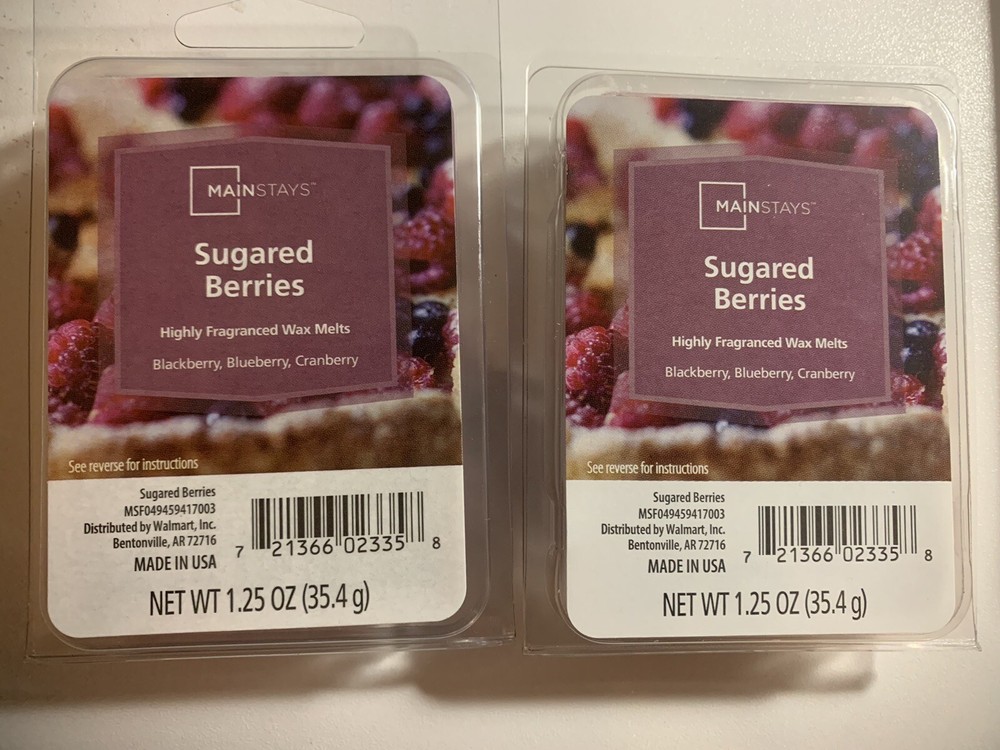 MAINSTAYS™
Sugared
Berries
Highly Fragranced Wax Melts
Blackberry, Blueberry, Cranberry
See reverse for instructions
Sugared Berries
MSF049459417003
Distributed by Walmart, Inc.
Bentonville, AR 72716
MADE IN USA
7 21366 02335 8
NET WT 1.25 OZ (35.4 g)
MAINSTAYS™
Sugared
Berries
Highly Fragranced Wax Melts
Blackberry, Blueberry, Cranberry
See reverse for instructions
Sugared Berries
MSF049459417003
Distributed by Walmart, Inc.
Bentonville, AR 72716
MADE IN USA
7 21366 02335 8
NET WT 1.25 OZ (35.4 g)